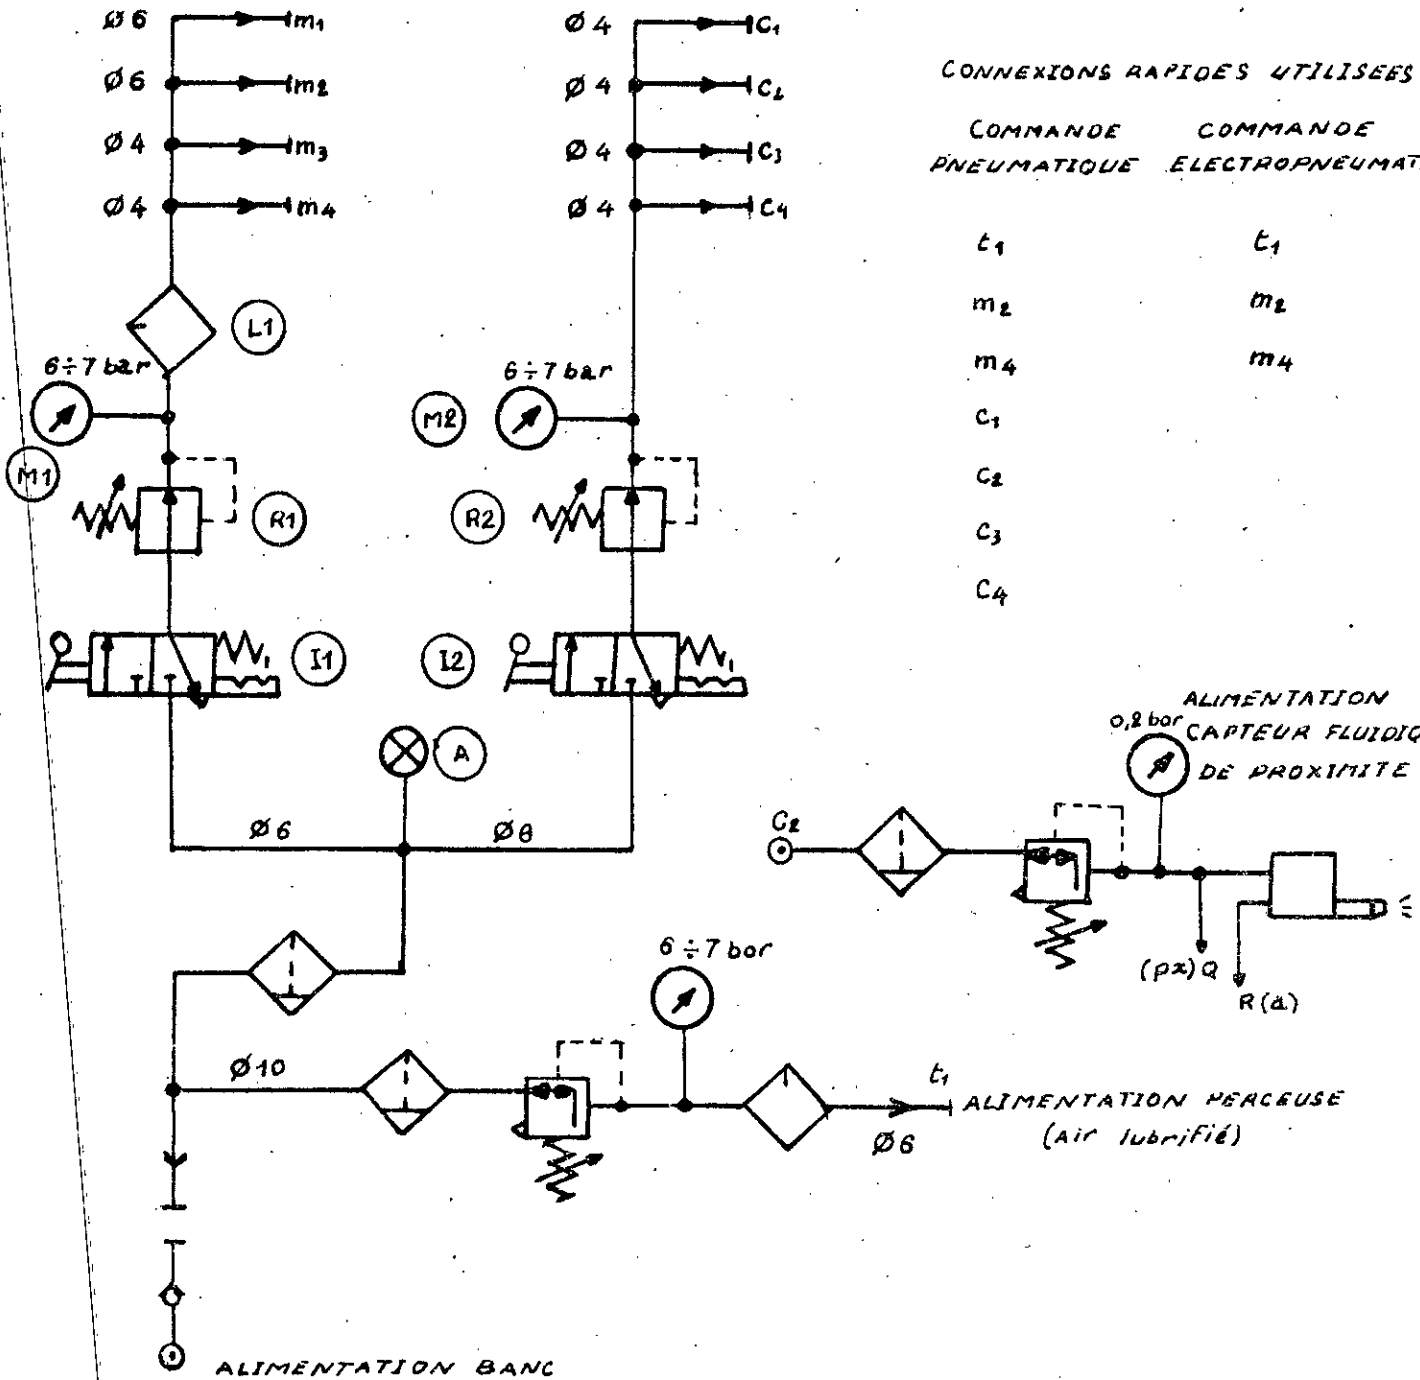 Ø6 m1
Ø6 m2
Ø4 m3
Ø4 m4
L1
6÷7 bar
M1
R1
I1
Ø4 C1
Ø4 C2
Ø4 C3
Ø4 C4
6÷7 bar
M2
R2
I2
A
Ø6 Ø6
CONNEXIONS RAPIDES UTILISEES
COMMANDE COMMANDE
PNEUMATIQUE ELECTROPNEUMAT
t1 t1
m2 m2
m4 m4
C1
C2
C3
C4
ALIMENTATION
0,2 bar CAPTEUR FLUIDIQ
DE PROXIMITE
C2
(px) Q
R(a)
6÷7 bar
Ø10
t1
ALIMENTATION PERCEUSE
(Air lubrifié)
Ø6
ALIMENTATION BANC